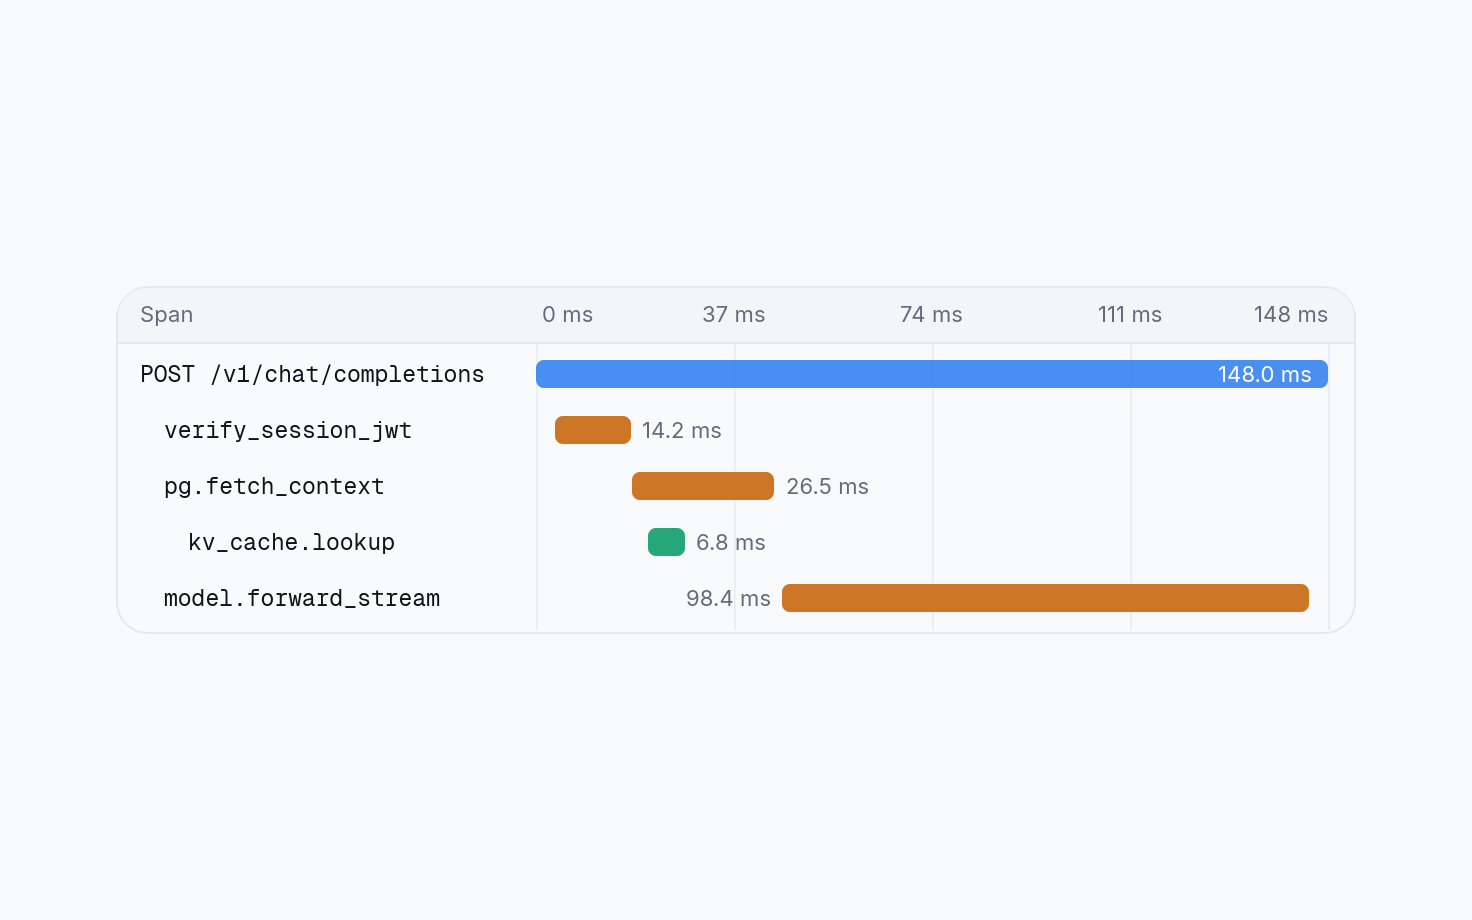 Span 0 ms 37 ms 74 ms 111 ms 148 ms
POST /v1/chat/completions 148.0 ms
verify_session_jwt 14.2 ms
pg.fetch_context 26.5 ms
kv_cache.lookup 6.8 ms
model.forward_stream 98.4 ms